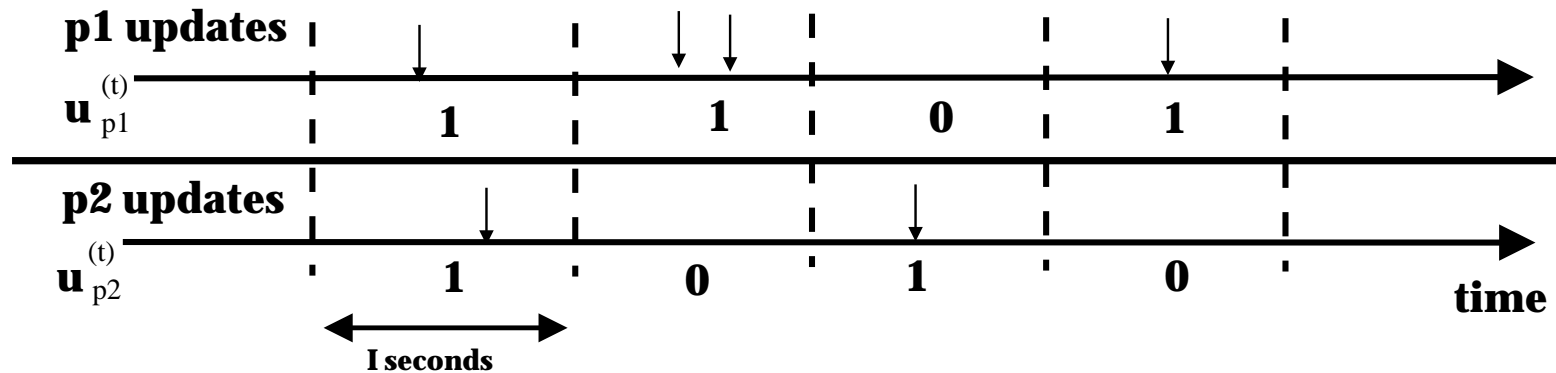 p1 updates
u p1 (t)
1 1 0 1
p2 updates
u p2 (t)
1 0 1 0
time
I seconds